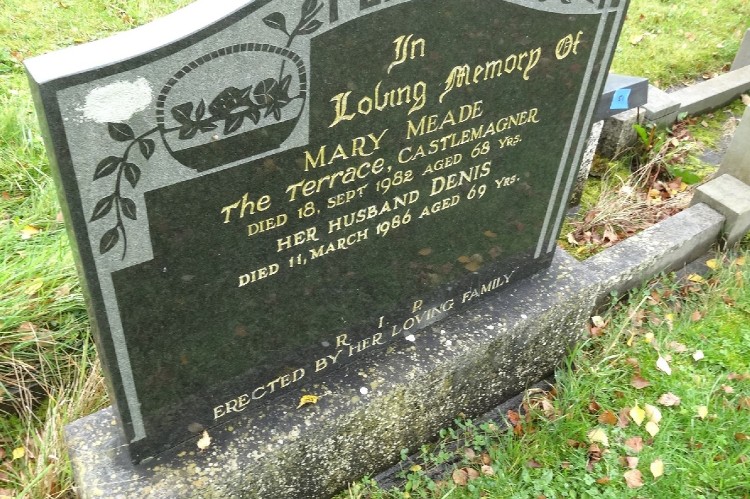 In
Loving Memory Of
MARY MEADE
The Terrace, CASTLEMAGNER
DIED 18, SEPT 1982 AGED 68 YRS.
HER HUSBAND DENIS
DIED 11, MARCH 1986 AGED 69 YRS.
R I P
ERECTED BY HER LOVING FAMILY